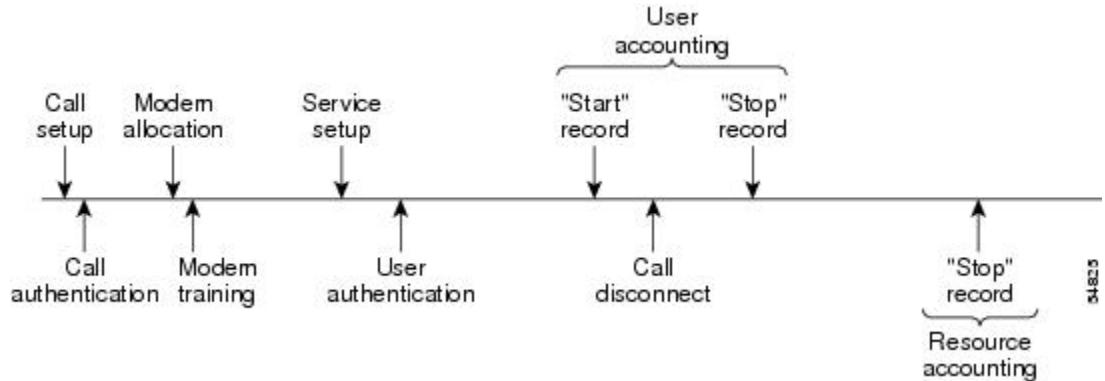 User
accounting
Call
setup
Modem
allocation
Service
setup
"Start"
record
"Stop"
record
Call
authentication
Modem
training
User
authentication
Call
disconnect
"Stop"
record
Resource
accounting
54825